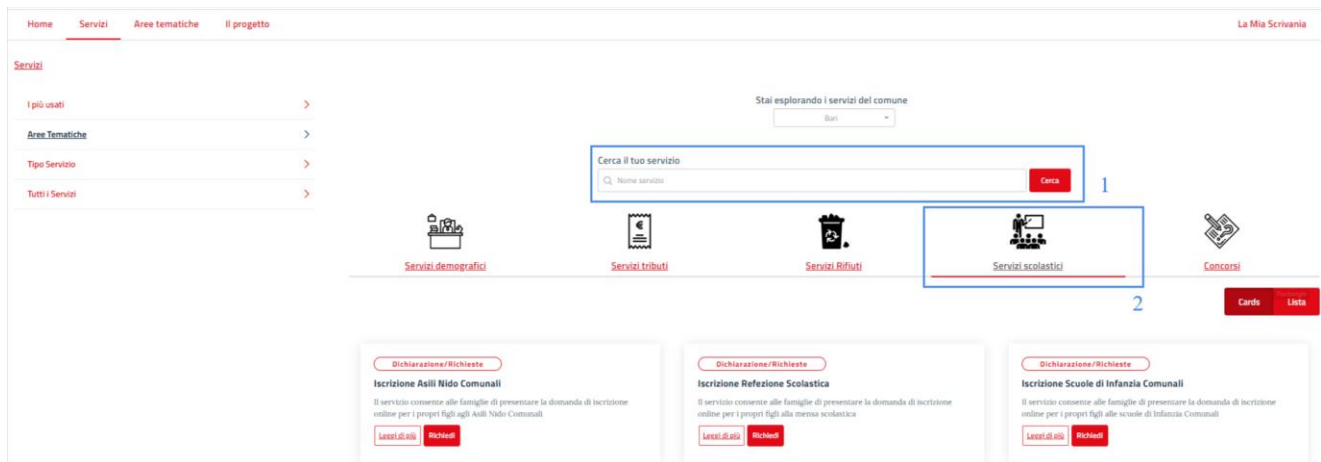 Home Servizi Aree tematiche Il progetto La Mia Scrivania
Servizi
I più usati
Aree Tematiche
Tipo Servizio
Tutti i Servizi
Stai esplorando i servizi del comune
Bari
Cerca il tuo servizio
Nome servizio Cerca
1
Servizi demografici Servizi tributi Servizi Rifiuti Servizi scolastici Concorsi
2
Cards Lista
Dichiarazione/Richieste
Iscrizione Asili Nido Comunali
Il servizio consente alle famiglie di presentare la domanda di iscrizione
online per i propri figli agli Asili Nido Comunali
Leggi di più Richiedi
Dichiarazione/Richieste
Iscrizione Refezione Scolastica
Il servizio consente alle famiglie di presentare la domanda di iscrizione
online per i propri figli alla mensa scolastica
Leggi di più Richiedi
Dichiarazione/Richieste
Iscrizione Scuole di Infanzia Comunali
Il servizio consente alle famiglie di presentare la domanda di iscrizione
online per i propri figli alle scuole di Infanzia Comunali
Leggi di più Richiedi